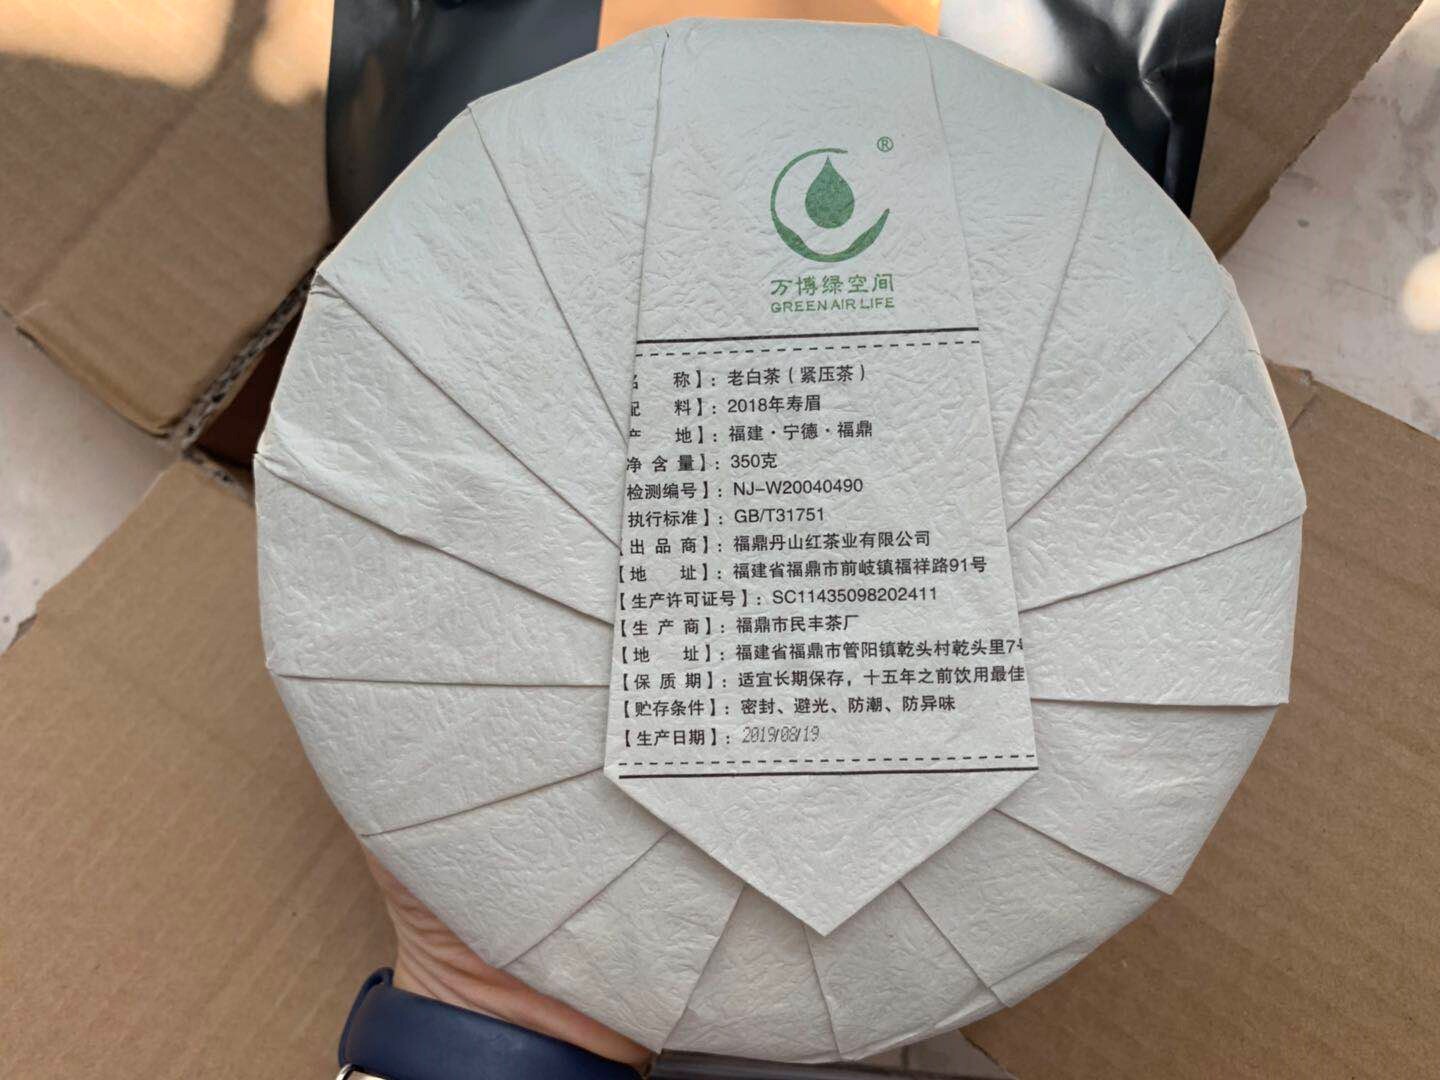 ®
万博绿空间
GREEN AIR LIFE
名 称】：老白茶（紧压茶）
配 料】：2018年寿眉
产 地】：福建·宁德·福鼎
净 含 量】：350克
检测编号】：NJ-W20040490
执行标准】：GB/T31751
【出 品 商】：福鼎丹山红茶业有限公司
【地 址】：福建省福鼎市前岐镇福祥路91号
【生产许可证号】：SC11435098202411
【生 产 商】：福鼎市民丰茶厂
【地 址】：福建省福鼎市管阳镇乾头村乾头里7号
【保 质 期】：适宜长期保存，十五年之前饮用最佳
【贮存条件】：密封、避光、防潮、防异味
【生产日期】：2019/08/19